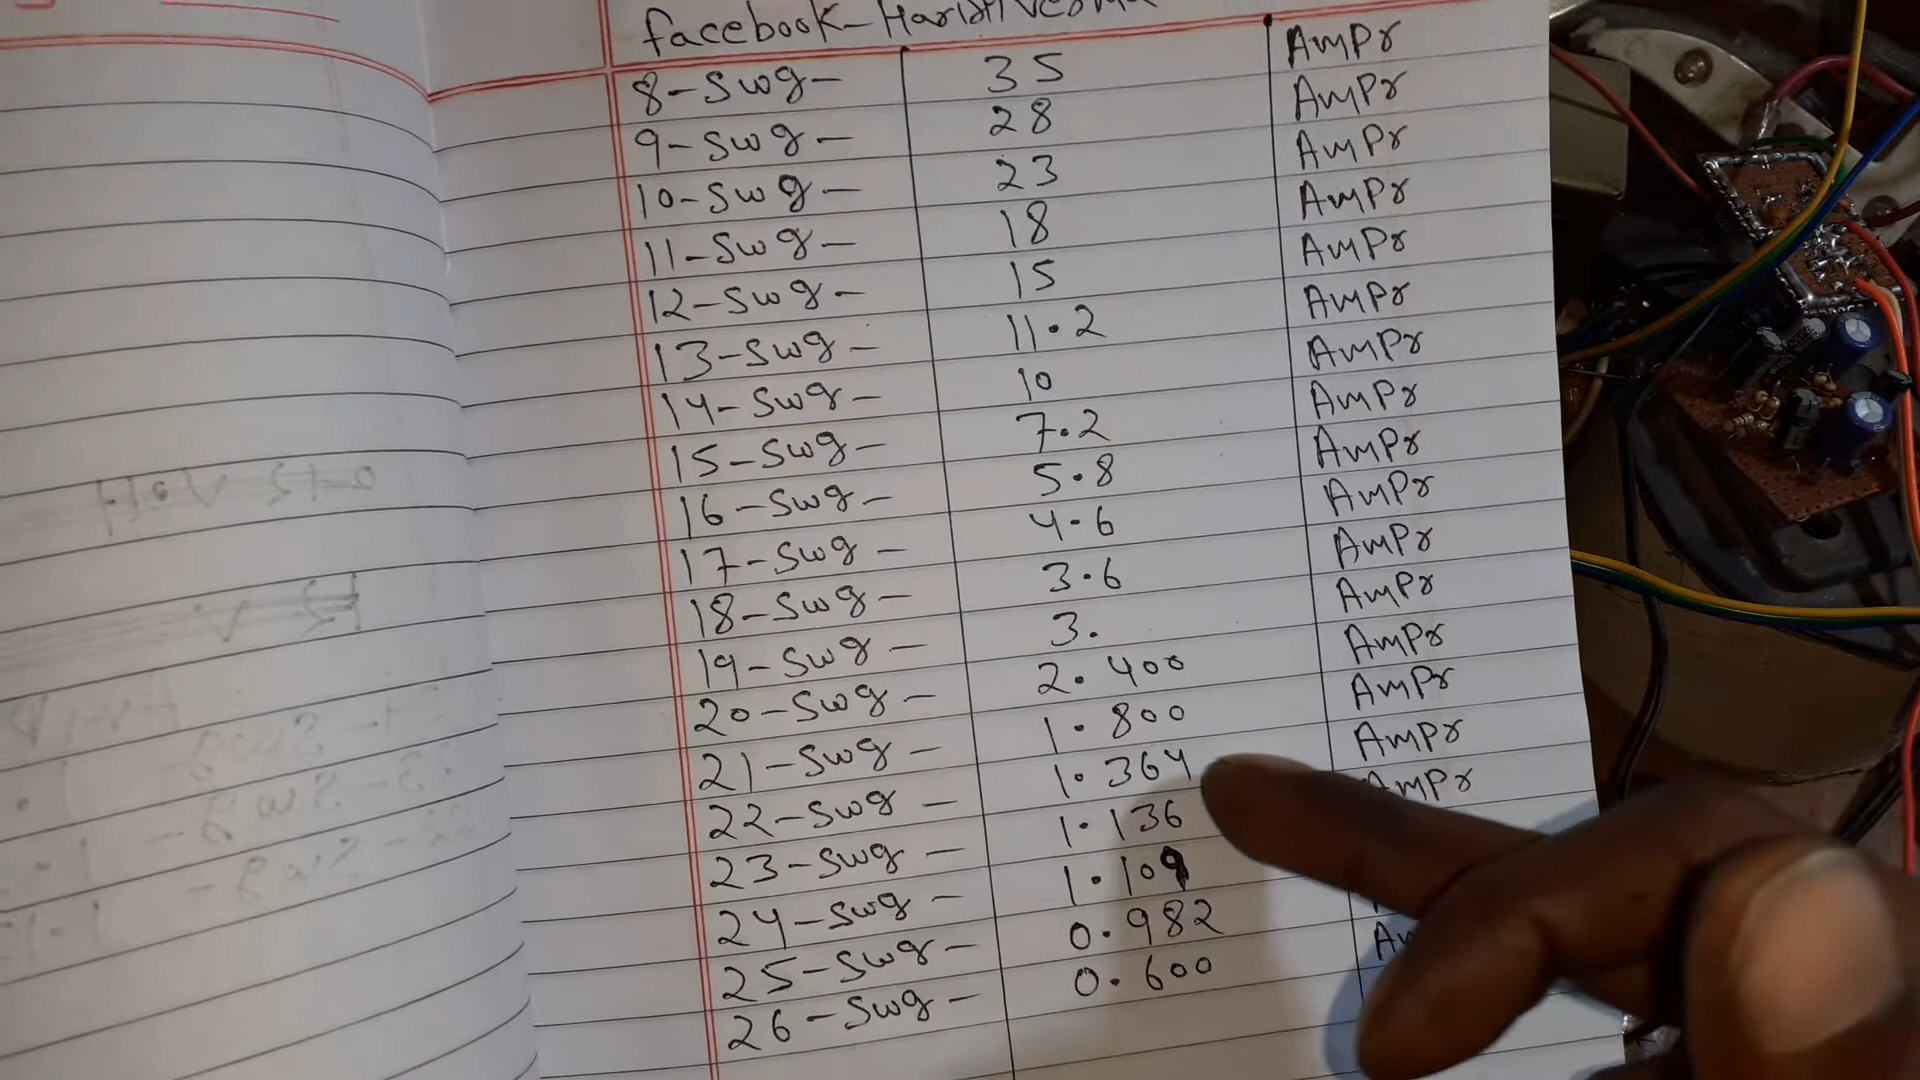 facebook-
8-swg- 35 AmPr
9-swg- 28 AmPr
10-swg- 23 AmPr
11-swg- 18 AmPr
12-swg- 15 AmPr
13-swg- 11.2 AmPr
14-swg- 10 AmPr
15-swg- 7.2 AmPr
16-swg- 5.8 AmPr
17-swg- 4.6 AmPr
18-swg- 3.6 AmPr
19-swg- 3. AmPr
20-swg- 2.400 AmPr
21-swg- 1.800 AmPr
22-swg- 1.364 AmPr
23-swg- 1.136 AmPr
24-swg- 1.109
25-swg- 0.982
26-swg- 0.600